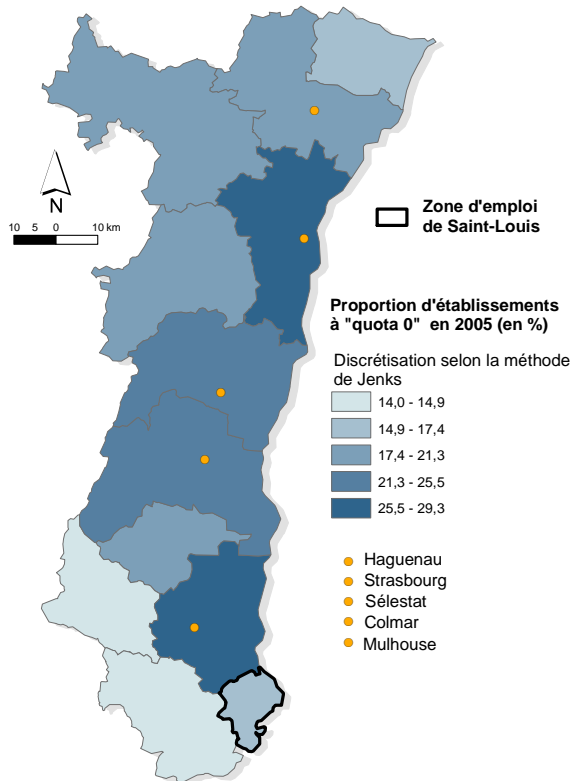 N
10 5 0 10 km
Zone d'emploi
de Saint-Louis
Proportion d'établissements
à "quota 0" en 2005 (en %)
Discrétisation selon la méthode
de Jenks
14,0 - 14,9
14,9 - 17,4
17,4 - 21,3
21,3 - 25,5
25,5 - 29,3
Haguenau
Strasbourg
Sélestat
Colmar
Mulhouse